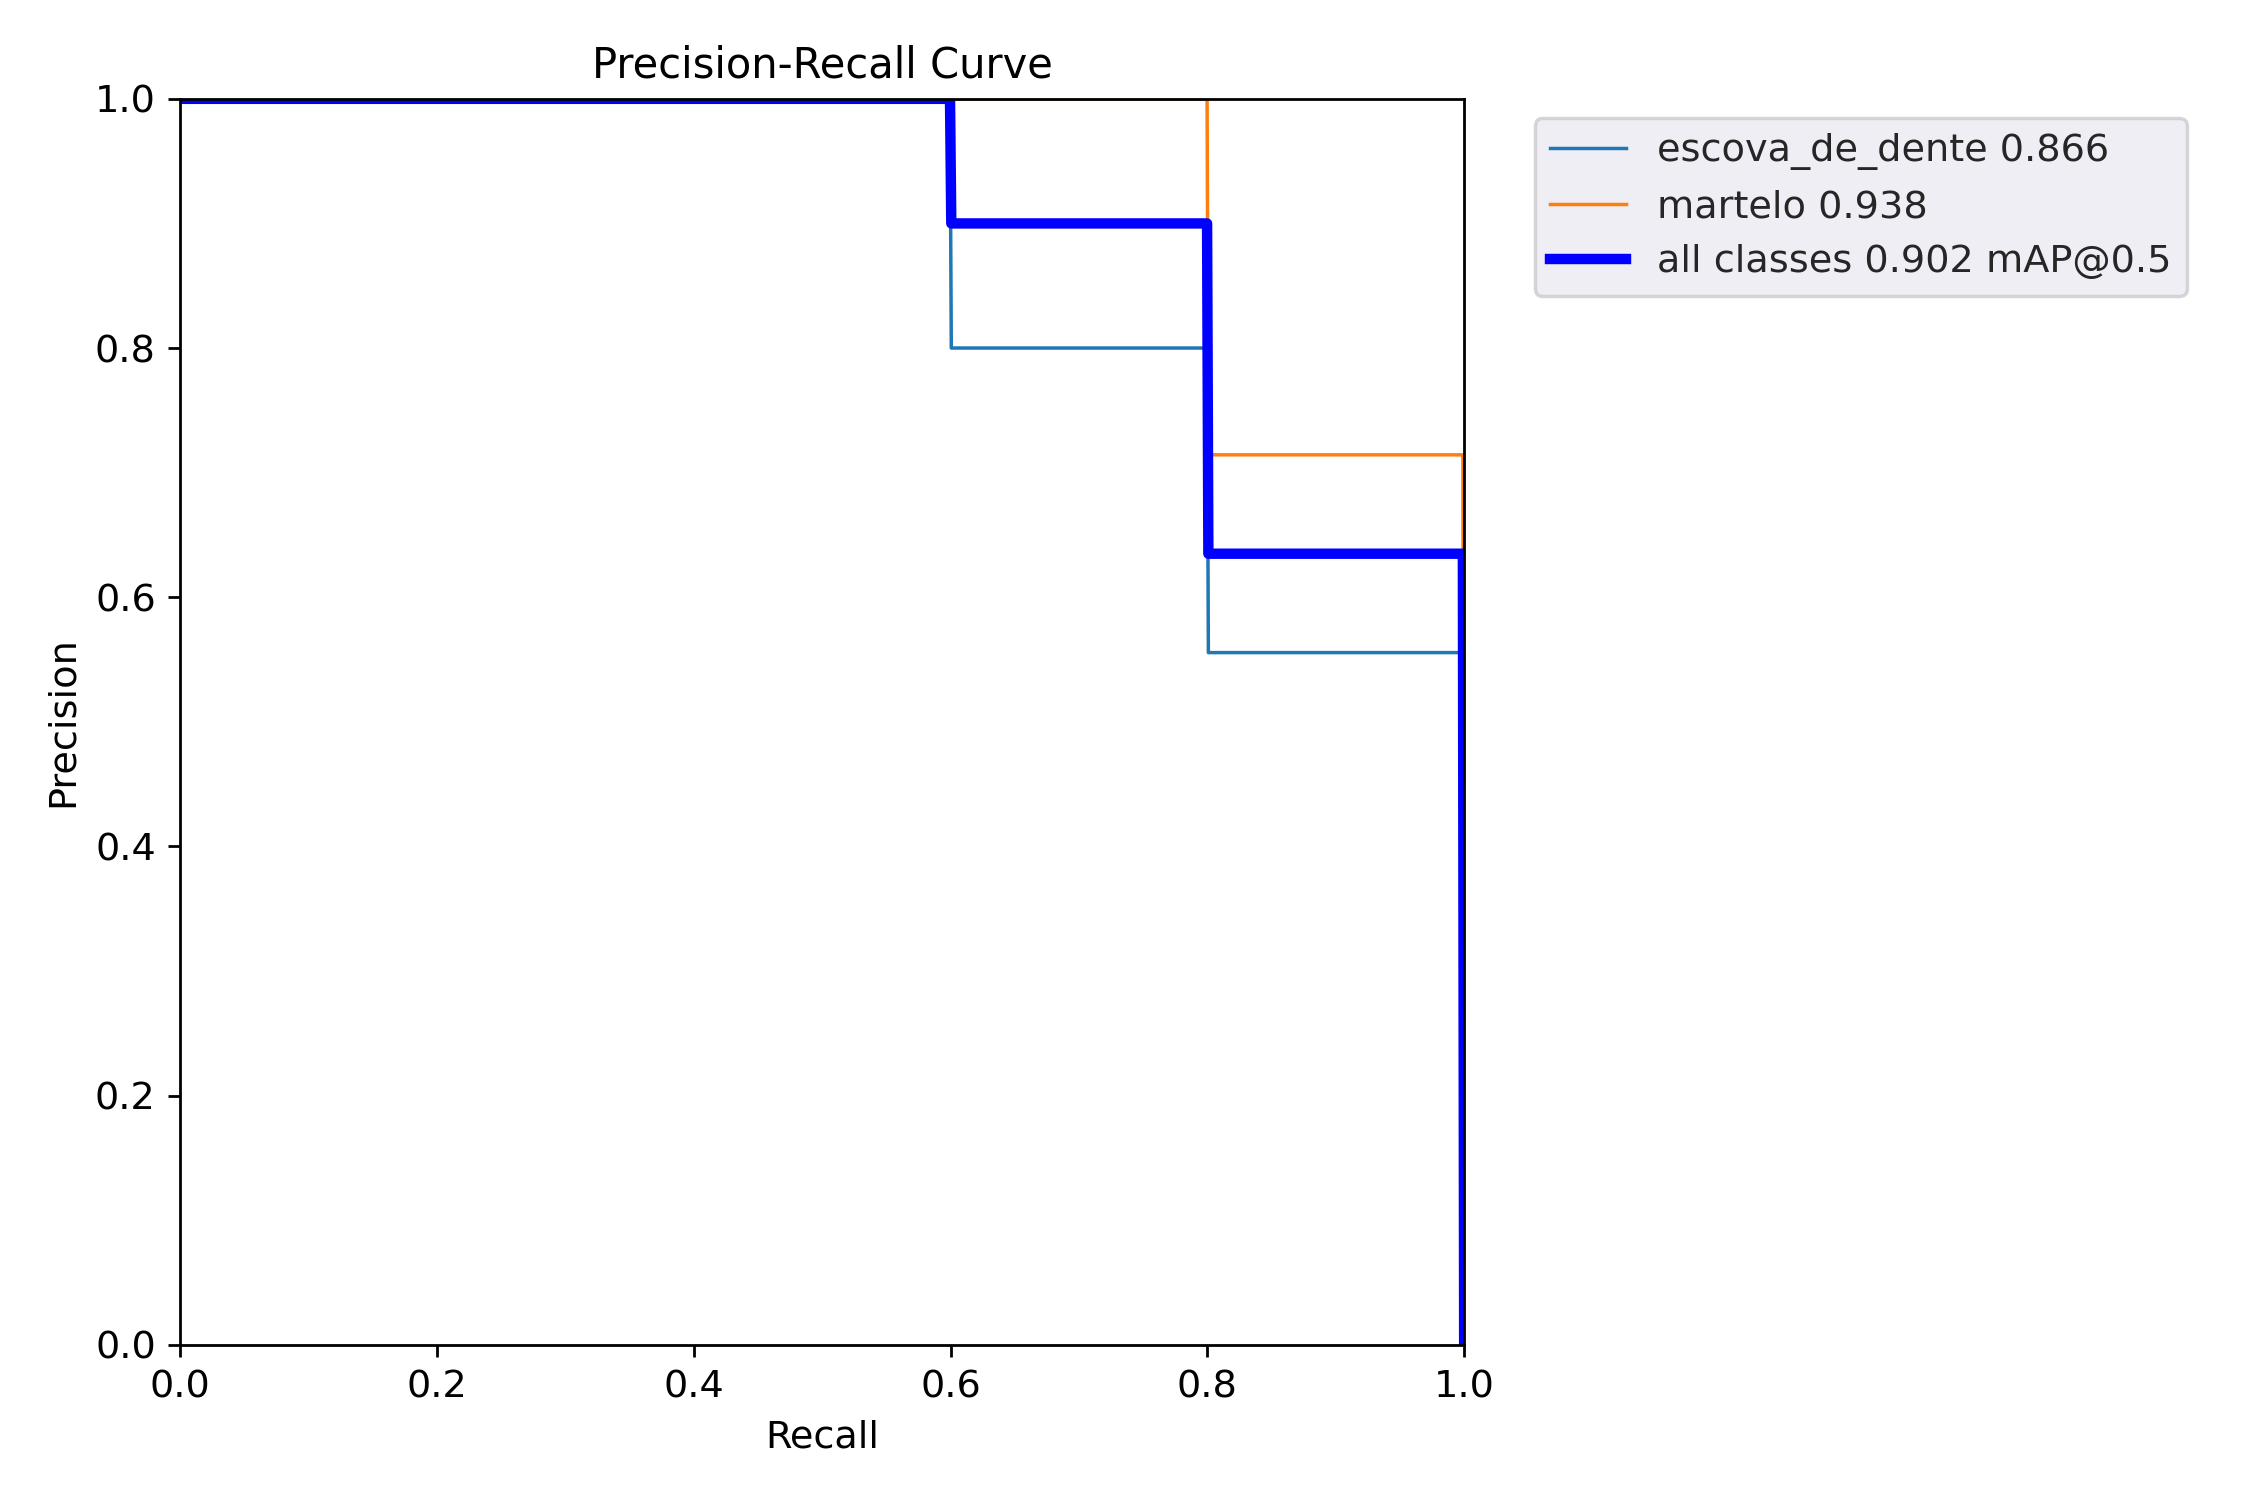 Precision-Recall Curve
1.0
0.8
0.6
0.4
0.2
0.0
Precision
0.0 0.2 0.4 0.6 0.8 1.0
Recall
escova_de_dente 0.866
martelo 0.938
all classes 0.902 mAP@0.5